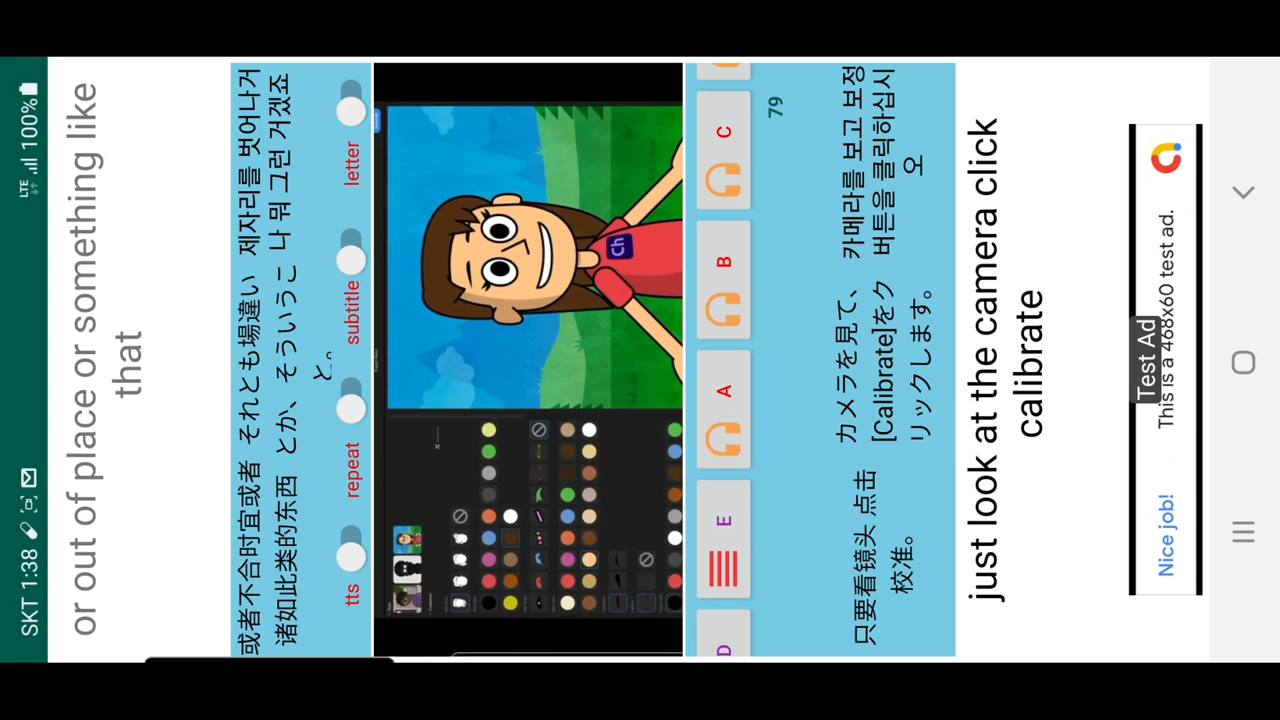 SKT 1:38
LTE 100%
or out of place or something like
that
或者不合时宜或者
诸如此类的东西
それとも場違い
とか、そういうこ
と。
제자리를 벗어나거
나 뭐 그런 거겠죠
tts repeat subtitle letter
Ch
D E A B C
79
只要看镜头 点击
校准。
カメラを見て、
[Calibrate]をク
リックします。
카메라를 보고 보정
버튼을 클릭하십시
오
just look at the camera click
calibrate
Nice job!
Test Ad
This is a 468x60 test ad.